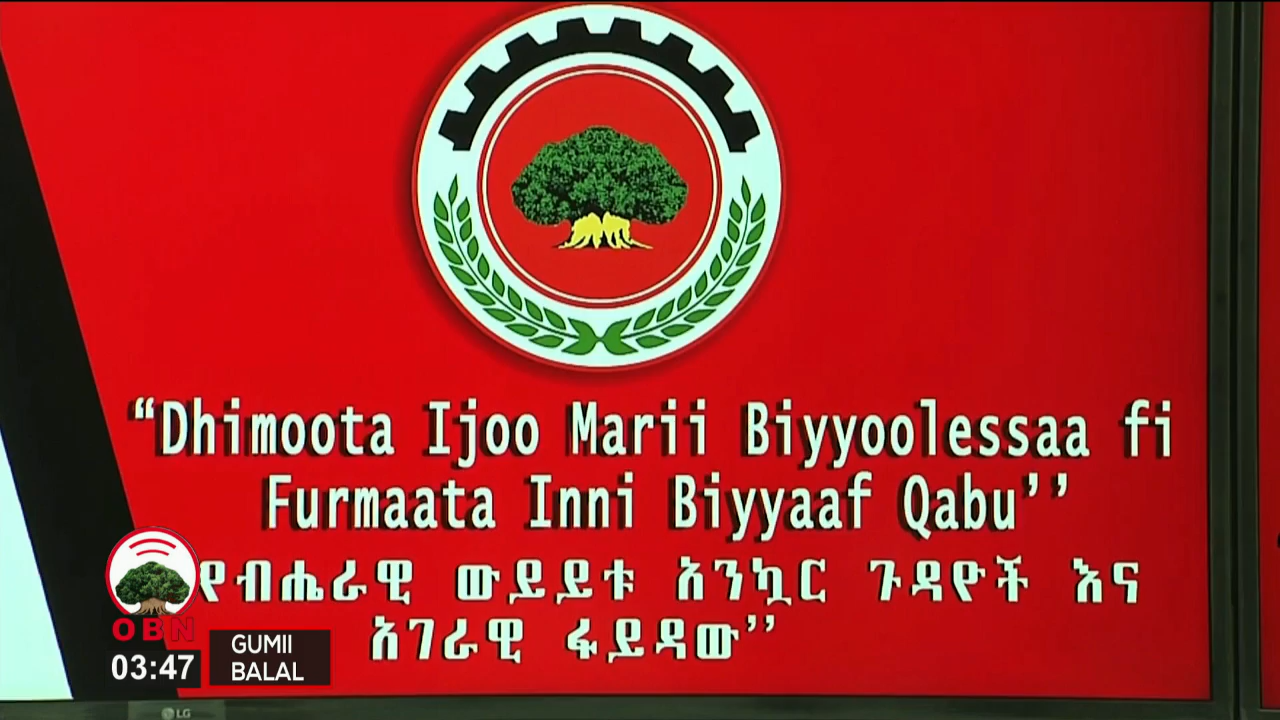 “Dhimoota Ijoo Marii Biyyoolessaa fi
Furmaata Inni Biyyaaf Qabu’’
የብሔራዊ ውይይቱ አንኳር ጉዳዮች እና
አገራዊ ፋይዳው’’
OBN
03:47
GUMII
BALAL
LG